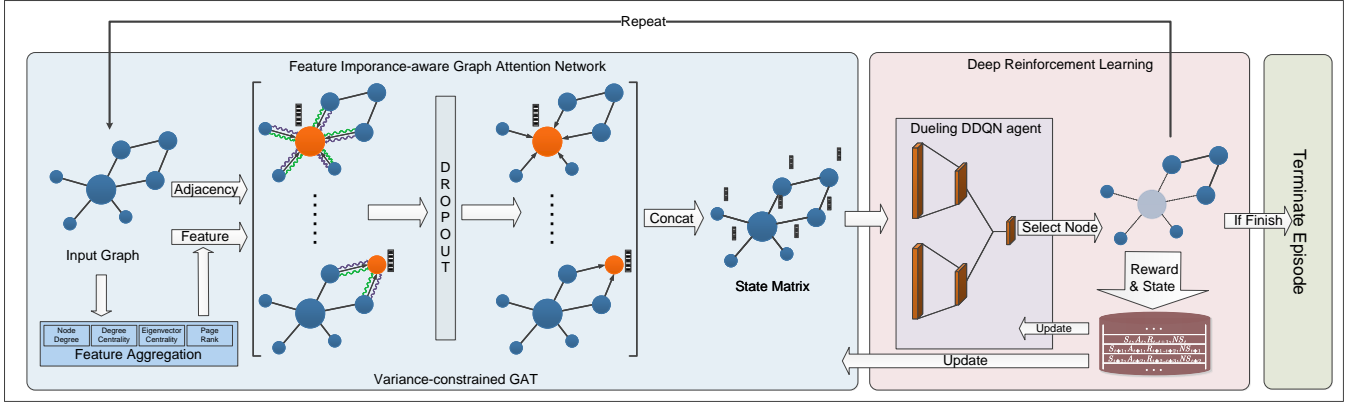 Repeat
Feature Imporance-aware Graph Attention Network
Deep Reinforcement Learning
Dueling DDQN agent
Adjacency
Feature
Input Graph
DROPOUT
Concat
State Matrix
Select Node
If Finish
Terminate Episode
Reward
& State
Node
Degree
Degree
Centrality
Eigenvector
Centrality
Page
Rank
Feature Aggregation
Update
Update
Variance-constrained GAT